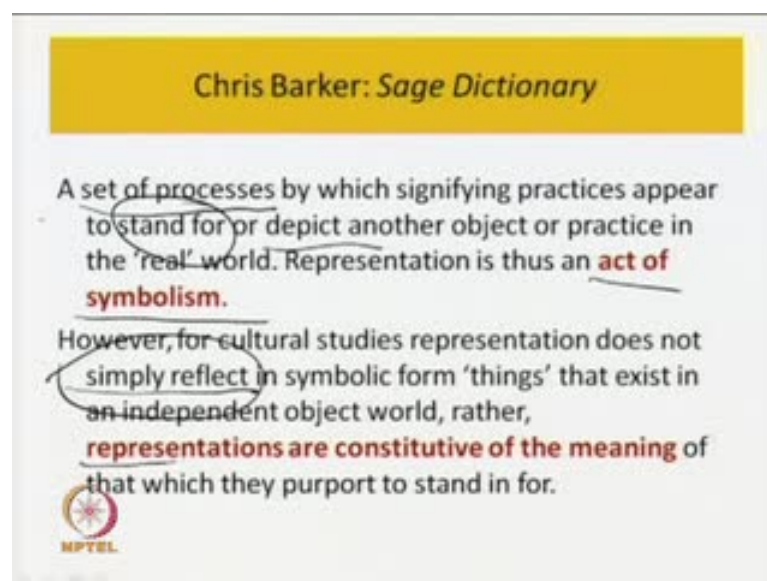 Chris Barker: Sage Dictionary
A set of processes by which signifying practices appear
to stand for or depict another object or practice in
the 'real' world. Representation is thus an act of
symbolism.
However, for cultural studies representation does not
simply reflect in symbolic form 'things' that exist in
an independent object world, rather,
representations are constitutive of the meaning of
that which they purport to stand in for.
NPTEL